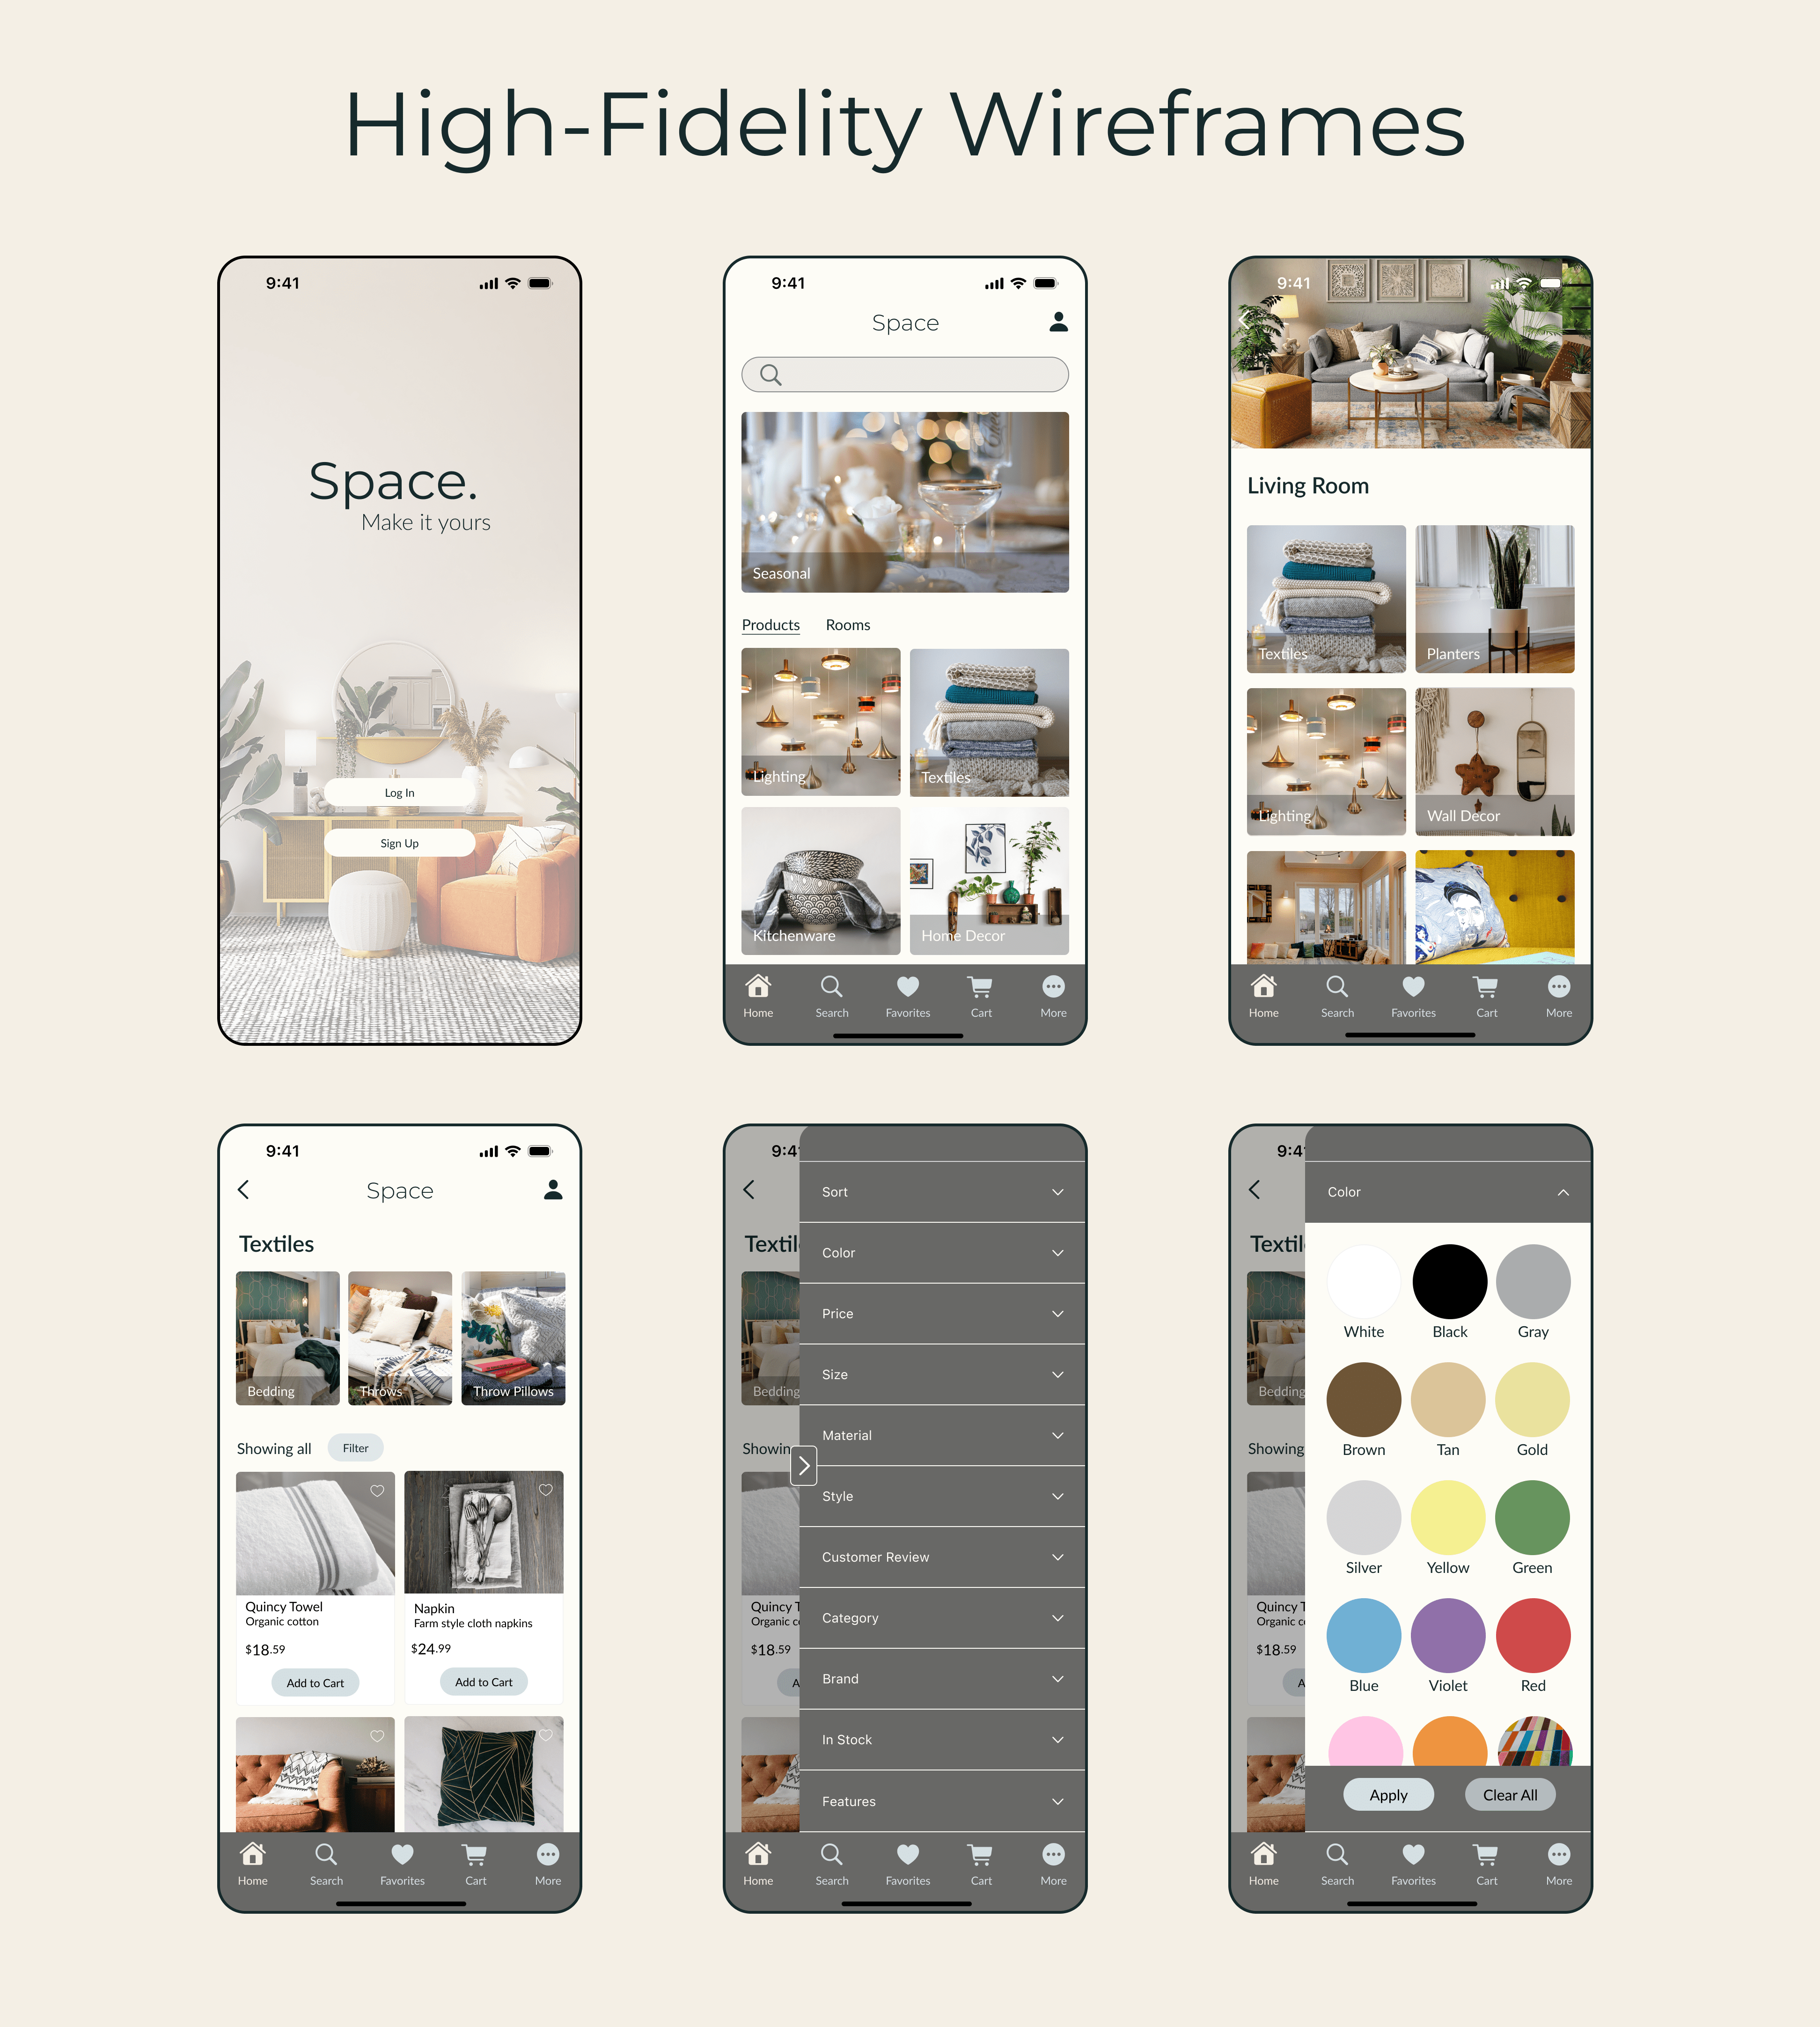 High-Fidelity Wireframes
9:41
Space.
Make it yours
Log In
Sign Up
9:41
Space
Seasonal
Products Rooms
Lighting Textiles
Kitchenware Home Decor
Home Search Favorites Cart More
9:41
Living Room
Textiles Planters
Lighting Wall Decor
Home Search Favorites Cart More
9:41
Space
Textiles
Bedding Throws Throw Pillows
Showing all Filter
Quincy Towel
Organic cotton
$18.59
Add to Cart
Napkin
Farm style cloth napkins
$24.99
Add to Cart
Home Search Favorites Cart More
9:41
Textil
Bedding
Showin
Quincy T
Organic c
$18.59
A
Sort
Color
Price
Size
Material
Style
Customer Review
Category
Brand
In Stock
Features
Home Search Favorites Cart More
9:41
Textil
Bedding
Showing
Quincy T
Organic c
$18.59
A
Color
White Black Gray
Brown Tan Gold
Silver Yellow Green
Blue Violet Red
Apply Clear All
Home Search Favorites Cart More